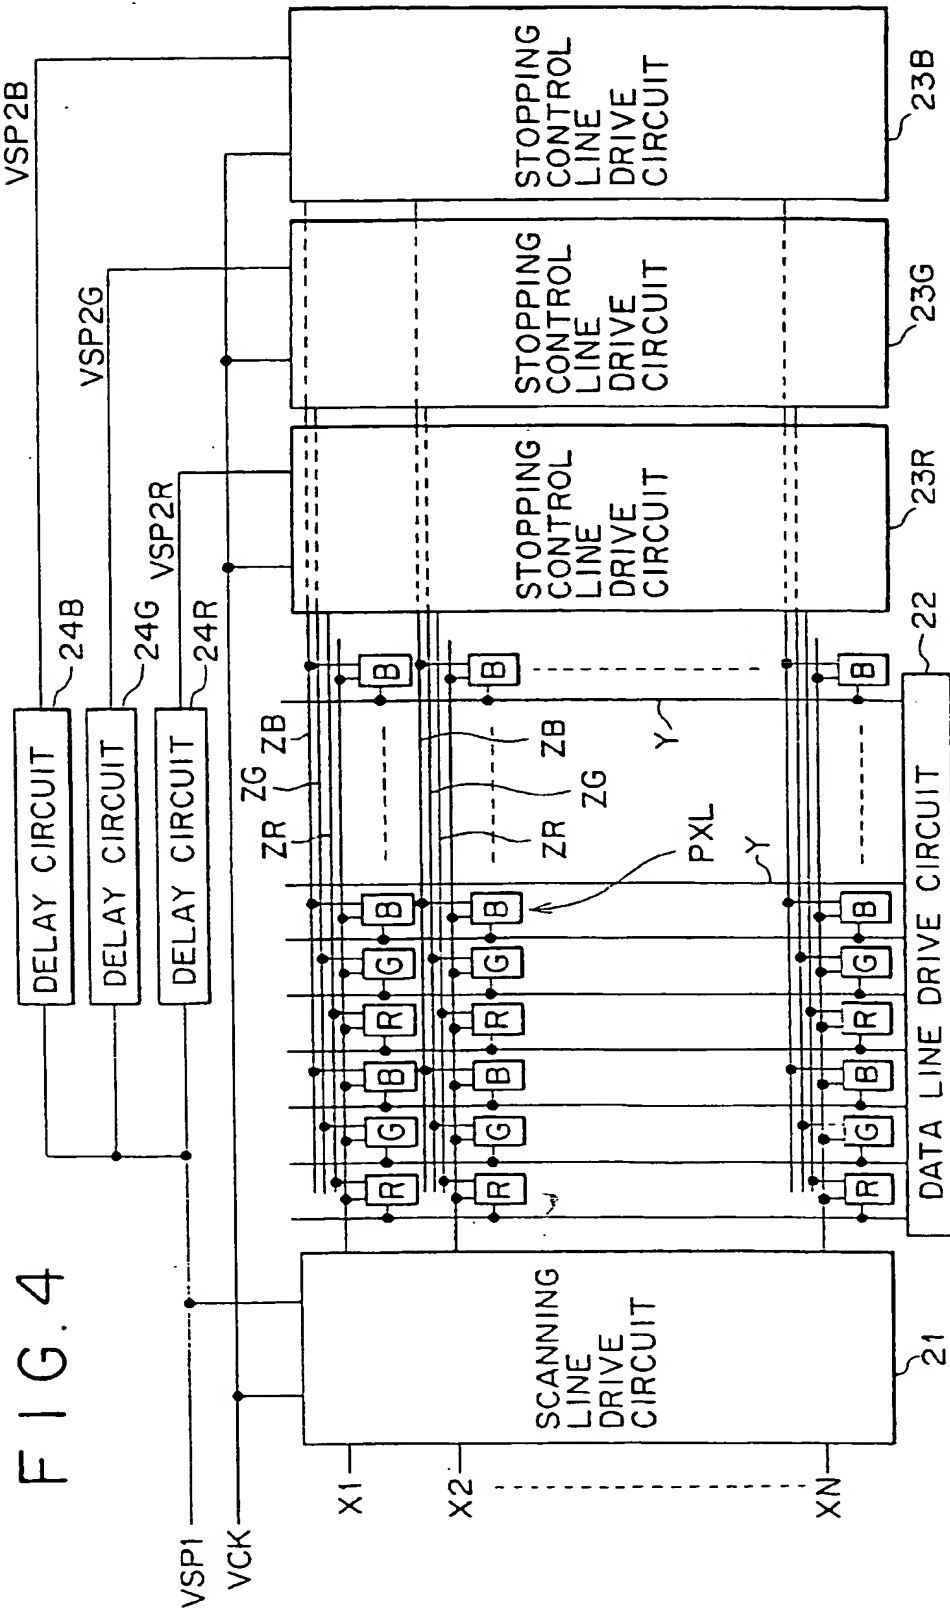 FIG. 4
VSP1
VCK
DELAY CIRCUIT
24B
DELAY CIRCUIT
24G
DELAY CIRCUIT
24R
VSP2B
VSP2G
VSP2R
X1
X2
XN
SCANNING
LINE
DRIVE
CIRCUIT
21
ZR
ZG
ZB
R G B R G B B
ZR
ZG
ZB
R G B R G B B
PXL
Y
Y
R G B R G B B
DATA LINE DRIVE CIRCUIT
22
STOPPING
CONTROL
LINE
DRIVE
CIRCUIT
23R
STOPPING
CONTROL
LINE
DRIVE
CIRCUIT
23G
STOPPING
CONTROL
LINE
DRIVE
CIRCUIT
23B